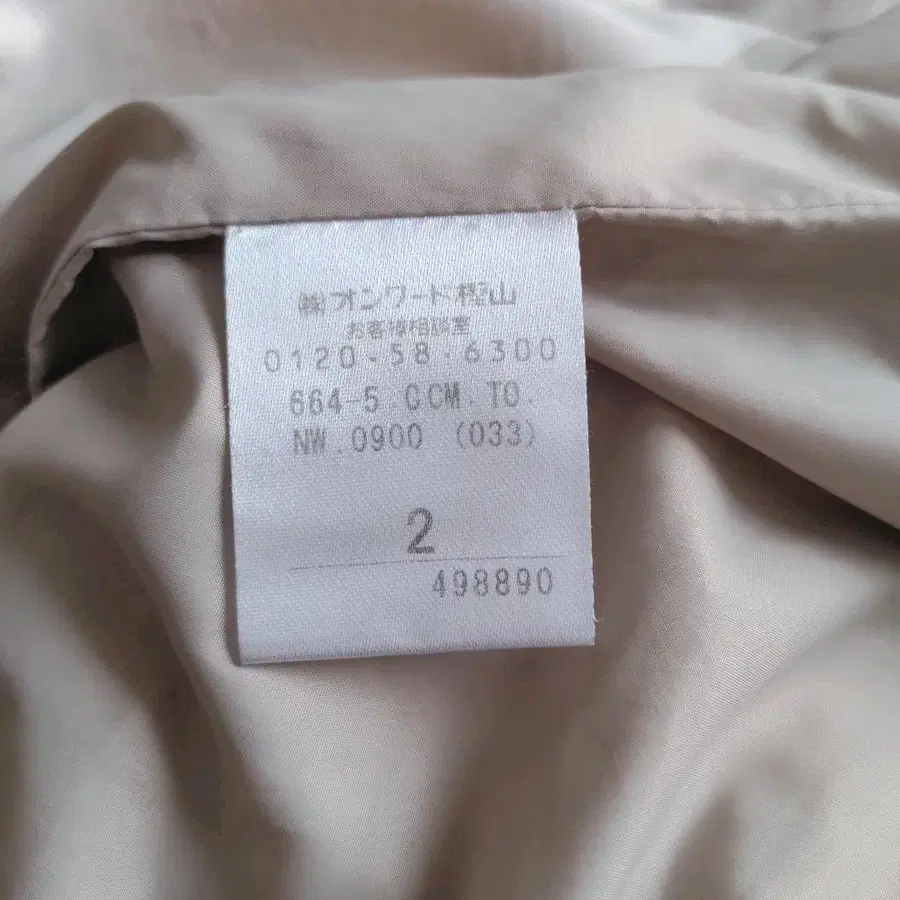 ㈱オンワード樫山
お客様相談室
0120・58・6300
664-5.CCM.TO.
NW.0900 (033)
2
498890